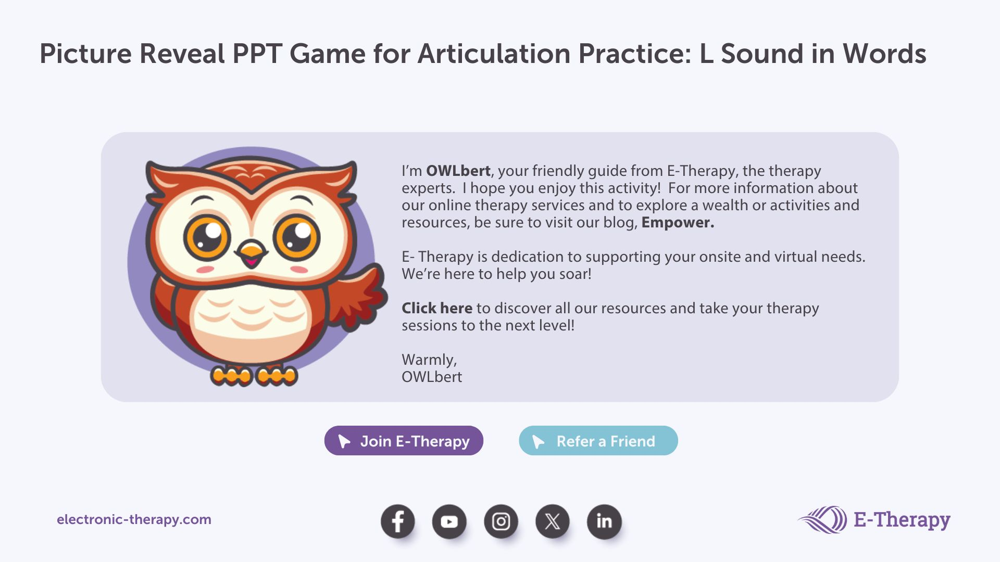 Picture Reveal PPT Game for Articulation Practice: L Sound in Words
I’m OWLbert, your friendly guide from E-Therapy, the therapy
experts.  I hope you enjoy this activity!  For more information about
our online therapy services and to explore a wealth or activities and
resources, be sure to visit our blog, Empower.
E- Therapy is dedication to supporting your onsite and virtual needs.
We’re here to help you soar!
Click here to discover all our resources and take your therapy
sessions to the next level!
Warmly,
OWLbert
Join E-Therapy
Refer a Friend
electronic-therapy.com
E-Therapy